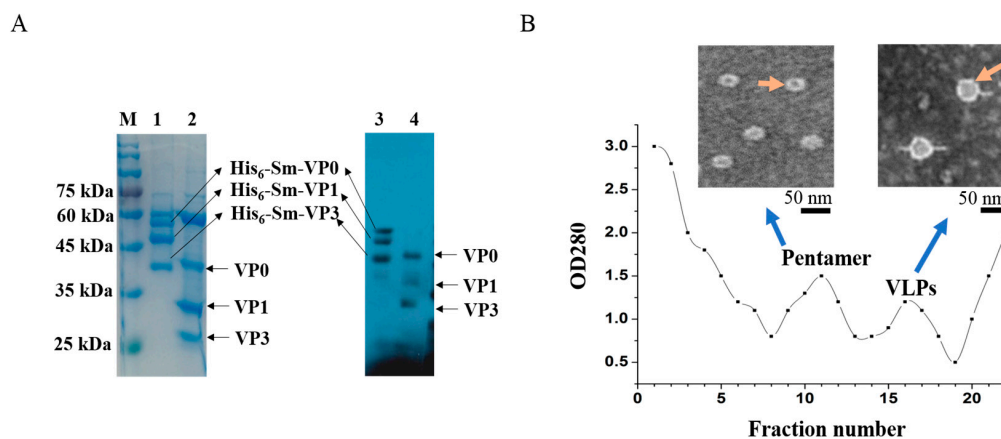 A
B
M 1 2
3 4
75 kDa
60 kDa
45 kDa
35 kDa
25 kDa
His₆-Sm-VP0
His₆-Sm-VP1
His₆-Sm-VP3
VP0
VP1
VP3
VP0
VP1
VP3
50 nm
50 nm
Pentamer
VLPs
OD280
3.0
2.5
2.0
1.5
1.0
0.5
0 5 10 15 20
Fraction number